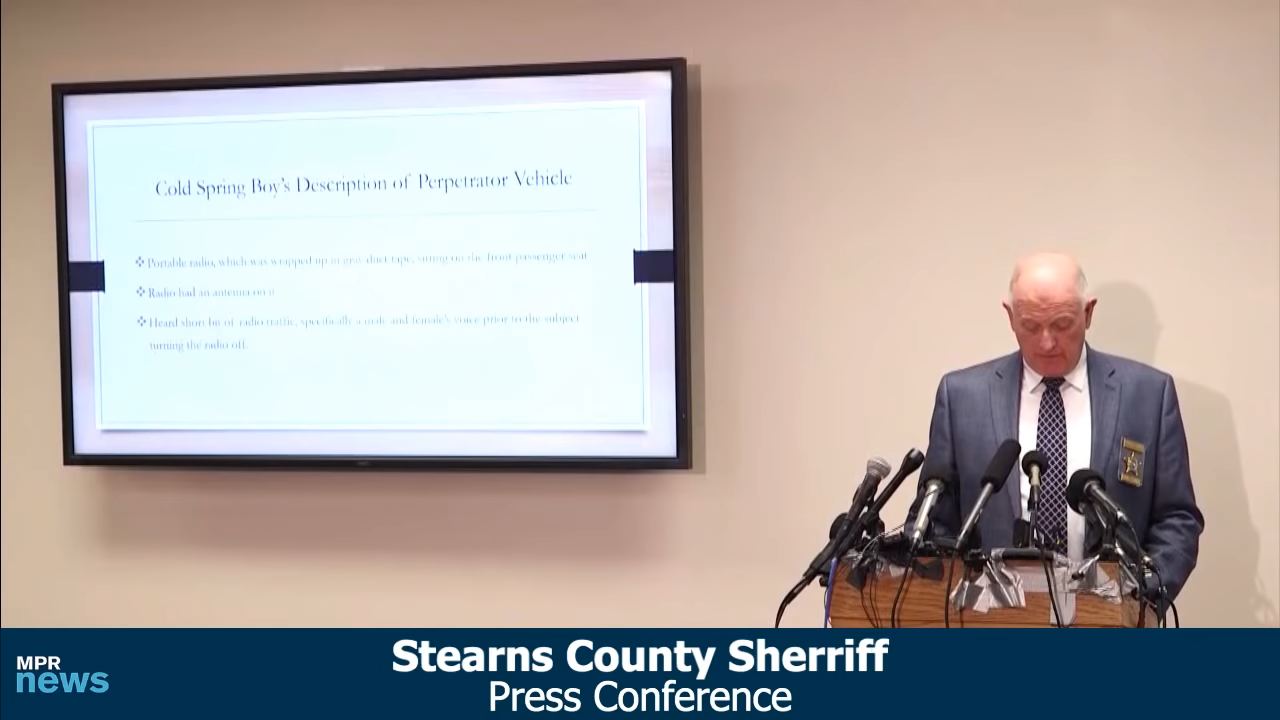 Cold Spring Boy's Description of Perpetrator Vehicle
❖ Portable radio, which was wrapped up in gray duct tape, sitting on the front passenger seat
❖ Radio had an antenna on it
❖ Heard short bit of radio traffic, specifically a male and female's voice prior to the subject
turning the radio off.
MPR
news
Stearns County Sherriff
Press Conference